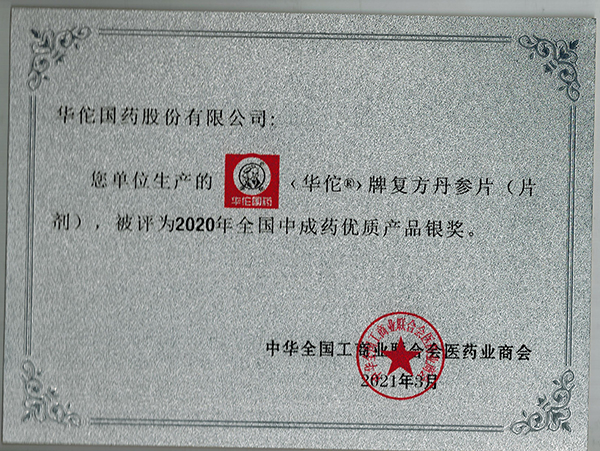 华佗国药股份有限公司:
您单位生产的 华佗国药 ‹华佗®›牌复方丹参片（片
剂），被评为2020年全国中成药优质产品银奖。
中华全国工商业联合会医药业商会
2021年3月